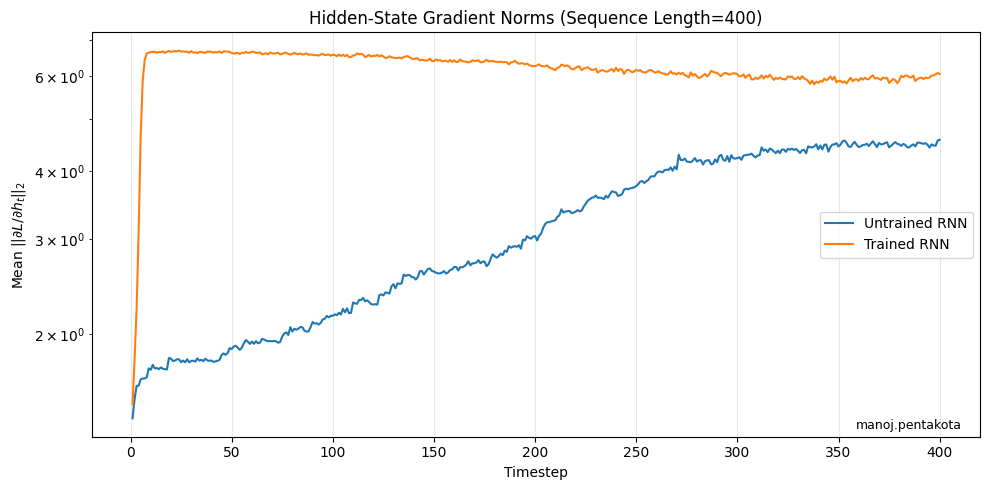 Hidden-State Gradient Norms (Sequence Length=400)
Mean ||∂L/∂h_t||_2
6 × 10^0
4 × 10^0
3 × 10^0
2 × 10^0
Untrained RNN
Trained RNN
manoj.pentakota
0 50 100 150 200 250 300 350 400
Timestep